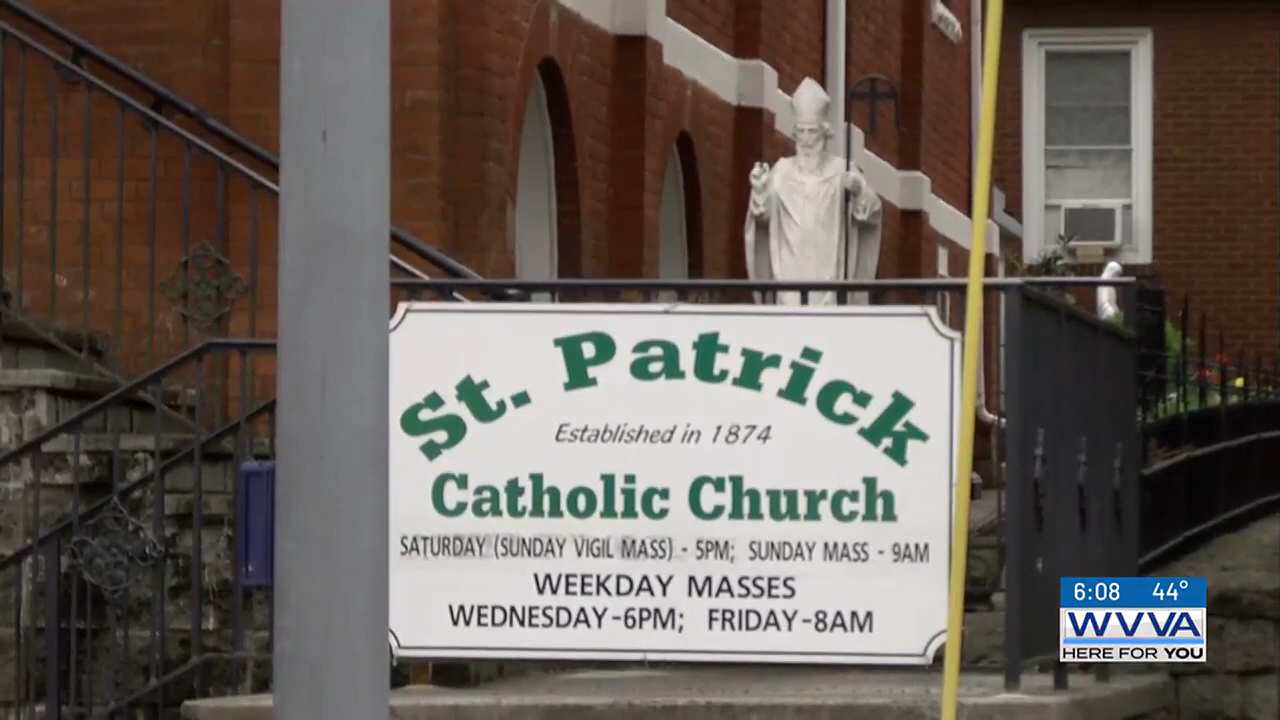 St. Patrick
Established in 1874
Catholic Church
SATURDAY (SUNDAY VIGIL MASS) - 5PM; SUNDAY MASS - 9AM
WEEKDAY MASSES
WEDNESDAY-6PM; FRIDAY-8AM
6:08 44°
WVVA
HERE FOR YOU